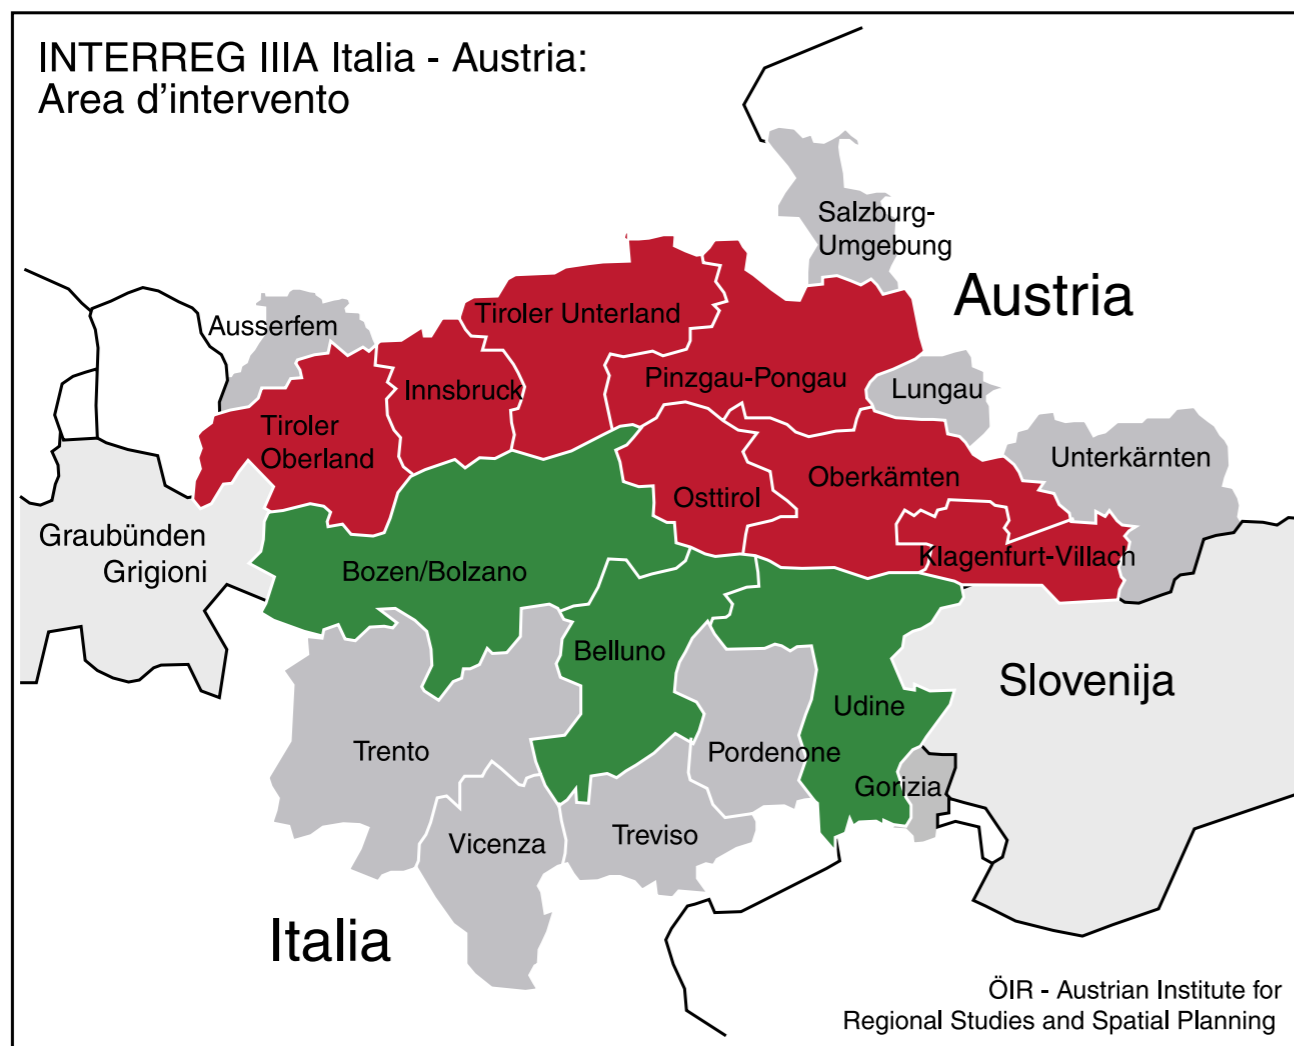 INTERREG IIIA Italia - Austria:
Area d'intervento
Salzburg-
Umgebung
Austria
Ausserfem
Tiroler Unterland
Innsbruck
Pinzgau-Pongau
Lungau
Tiroler
Oberland
Osttirol
Oberkämten
Unterkärnten
Graubünden
Grigioni
Bozen/Bolzano
Klagenfurt-Villach
Belluno
Slovenija
Udine
Trento
Pordenone
Gorizia
Vicenza
Treviso
Italia
ÖIR - Austrian Institute for
Regional Studies and Spatial Planning